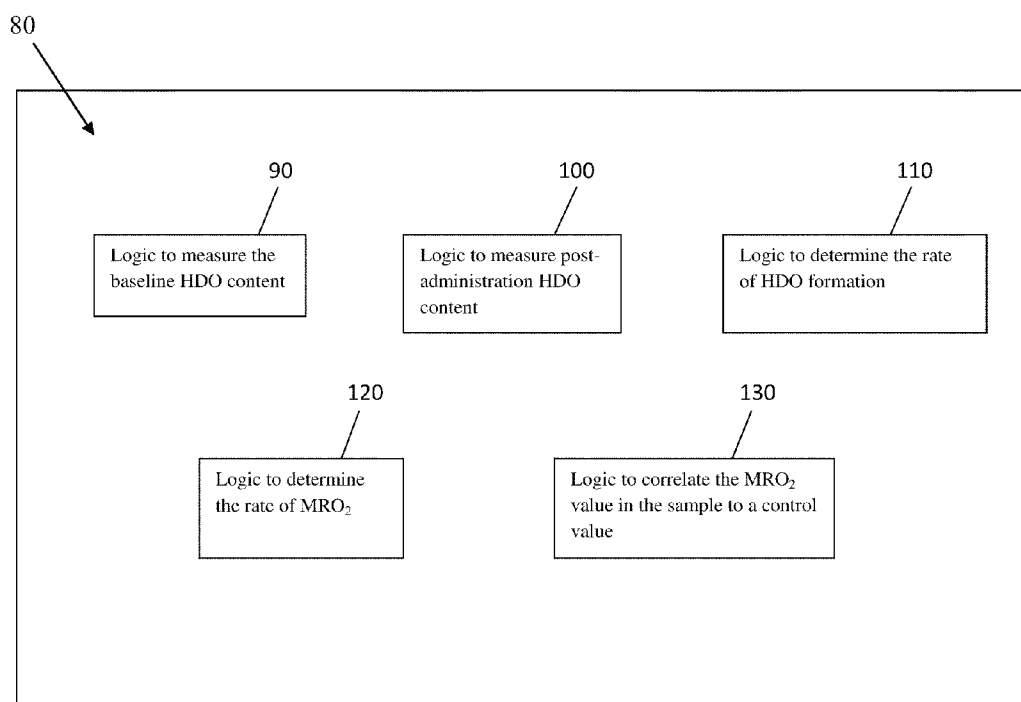 80
90
100
110
Logic to measure the
baseline HDO content
Logic to measure post-
administration HDO
content
Logic to determine the rate
of HDO formation
120
130
Logic to determine
the rate of MRO₂
Logic to correlate the MRO₂
value in the sample to a control
value